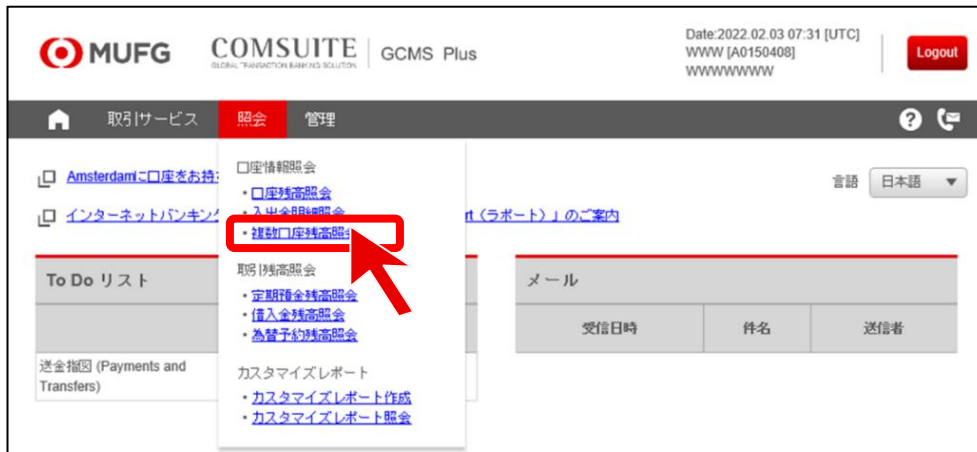 MUFG
COMSUITE
GLOBAL TRANSACTION BANKING SOLUTION
GCMS Plus
Date:2022.02.03 07:31 [UTC]
WWW [A0150408]
WWWWWWWW
Logout
取引サービス 照会 管理
口座情報照会
Amsterdamに口座をお持
・口座残高照会
言語 日本語
・入出金明細照会
インターネットバンキング
rt（ラポート）」のご案内
・複数口座残高照会
To Do リスト
取引残高照会
・定期預金残高照会
・借入金残高照会
・為替予約残高照会
メール
受信日時 件名 送信者
送金指図 (Payments and
Transfers)
カスタマイズレポート
・カスタマイズレポート作成
・カスタマイズレポート照会